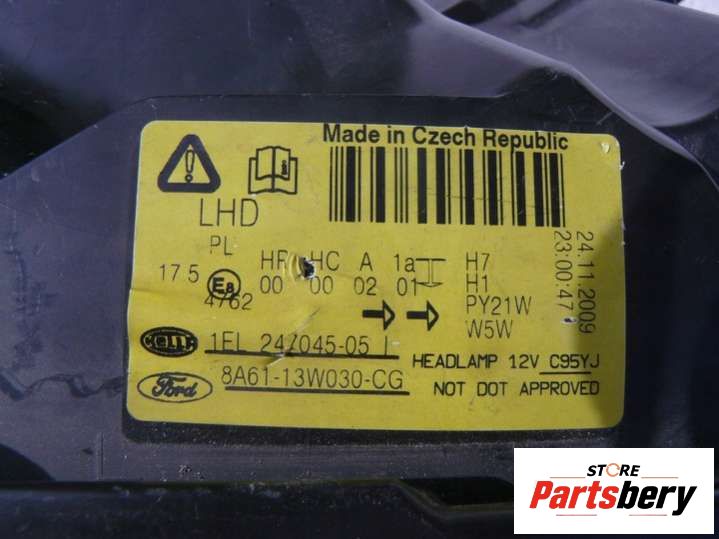 Made in Czech Republic
LHD
24.11.2009
23:00:47
PL
HR HC A 1a H7
17 5 E8 00 00 02 01 H1
4762 PY21W
W5W
HELLA 1EL 247045-05
HEADLAMP 12V C95YJ
Ford 8A61-13W030-CG
NOT DOT APPROVED
STORE
Partsbery